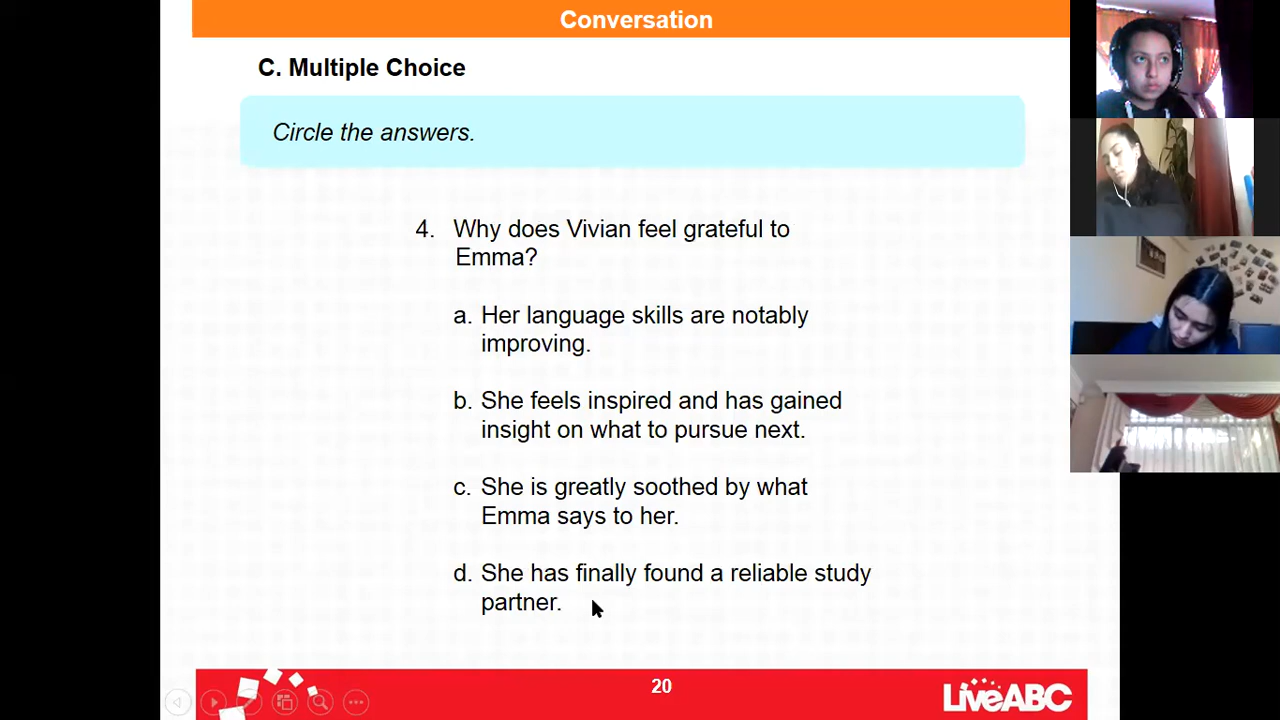 Conversation
C. Multiple Choice
Circle the answers.
4. Why does Vivian feel grateful to
Emma?
a. Her language skills are notably
improving.
b. She feels inspired and has gained
insight on what to pursue next.
c. She is greatly soothed by what
Emma says to her.
d. She has finally found a reliable study
partner.
20
LiveABC